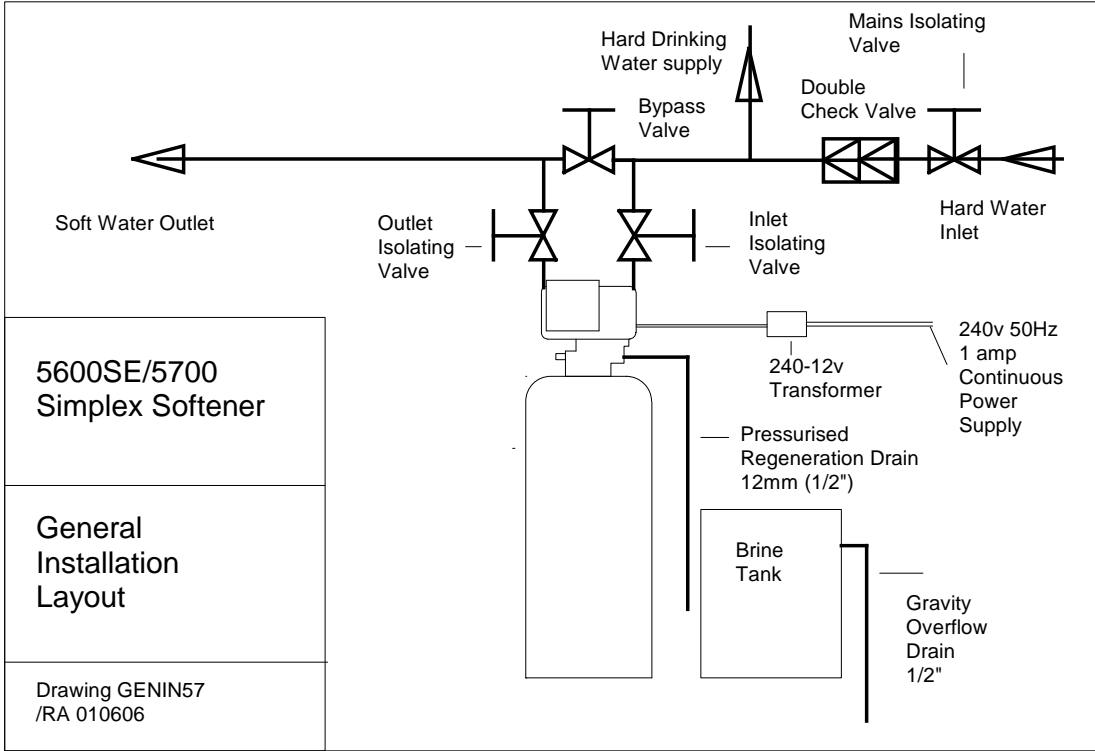 Mains Isolating
Valve
Hard Drinking
Water supply
Double
Check Valve
Bypass
Valve
Soft Water Outlet
Outlet
Isolating
Valve
Inlet
Isolating
Valve
Hard Water
Inlet
240-12v
Transformer
240v 50Hz
1 amp
Continuous
Power
Supply
5600SE/5700
Simplex Softener
Pressurised
Regeneration Drain
12mm (1/2")
General
Installation
Layout
Brine
Tank
Gravity
Overflow
Drain
1/2"
Drawing GENIN57
/RA 010606